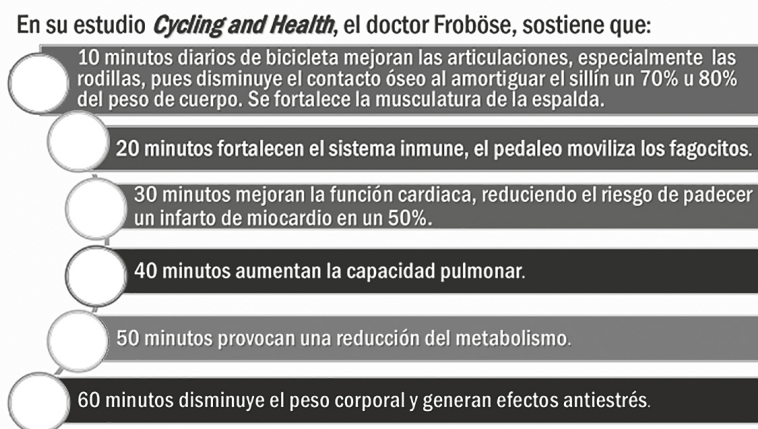 En su estudio Cycling and Health, el doctor Froböse, sostiene que:
10 minutos diarios de bicicleta mejoran las articulaciones, especialmente las
rodillas, pues disminuye el contacto óseo al amortiguar el sillín un 70% u 80%
del peso de cuerpo. Se fortalece la musculatura de la espalda.
20 minutos fortalecen el sistema inmune, el pedaleo moviliza los fagocitos.
30 minutos mejoran la función cardiaca, reduciendo el riesgo de padecer
un infarto de miocardio en un 50%.
40 minutos aumentan la capacidad pulmonar.
50 minutos provocan una reducción del metabolismo.
60 minutos disminuye el peso corporal y generan efectos antiestrés.